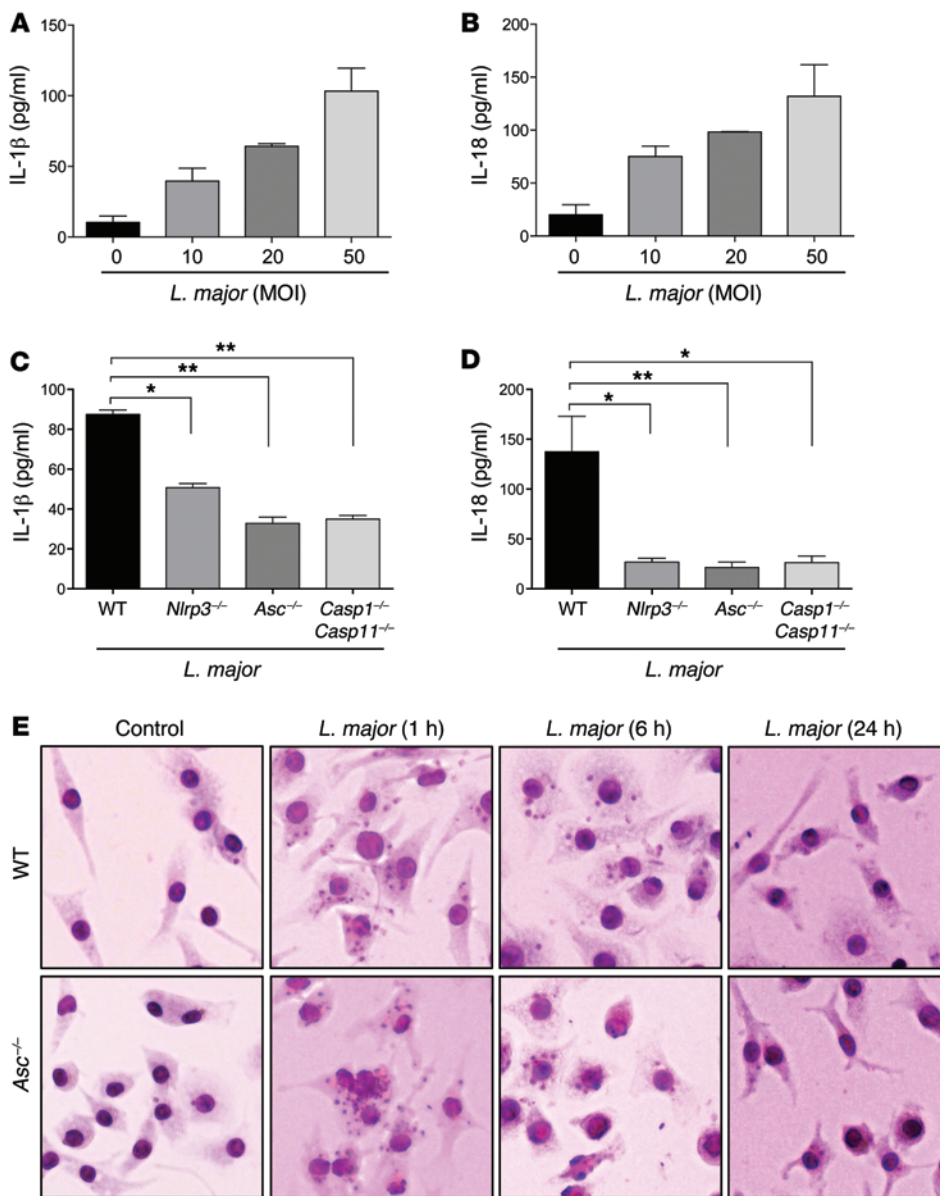 A
IL-1β (pg/ml)
150
100
50
0
0 10 20 50
L. major (MOI)
B
IL-18 (pg/ml)
200
150
100
50
0
0 10 20 50
L. major (MOI)
C
IL-1β (pg/ml)
100
80
60
40
20
0
**
**
*
WT Nlrp3–/– Asc–/– Casp1–/–
Casp11–/–
L. major
D
IL-18 (pg/ml)
200
150
100
50
0
*
**
*
WT Nlrp3–/– Asc–/– Casp1–/–
Casp11–/–
L. major
E
Control L. major (1 h) L. major (6 h) L. major (24 h)
WT
Asc–/–